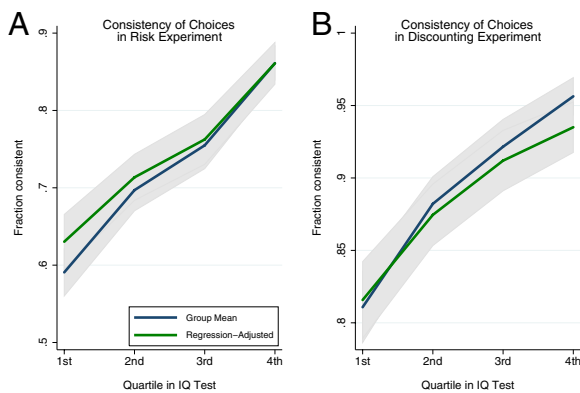 A
Consistency of Choices
in Risk Experiment
Fraction consistent
.9
.8
.7
.6
.5
Group Mean
Regression−Adjusted
1st
2nd
3rd
4th
Quartile in IQ Test
B
Consistency of Choices
in Discounting Experiment
Fraction consistent
1
.95
.9
.85
.8
1st
2nd
3rd
4th
Quartile in IQ Test